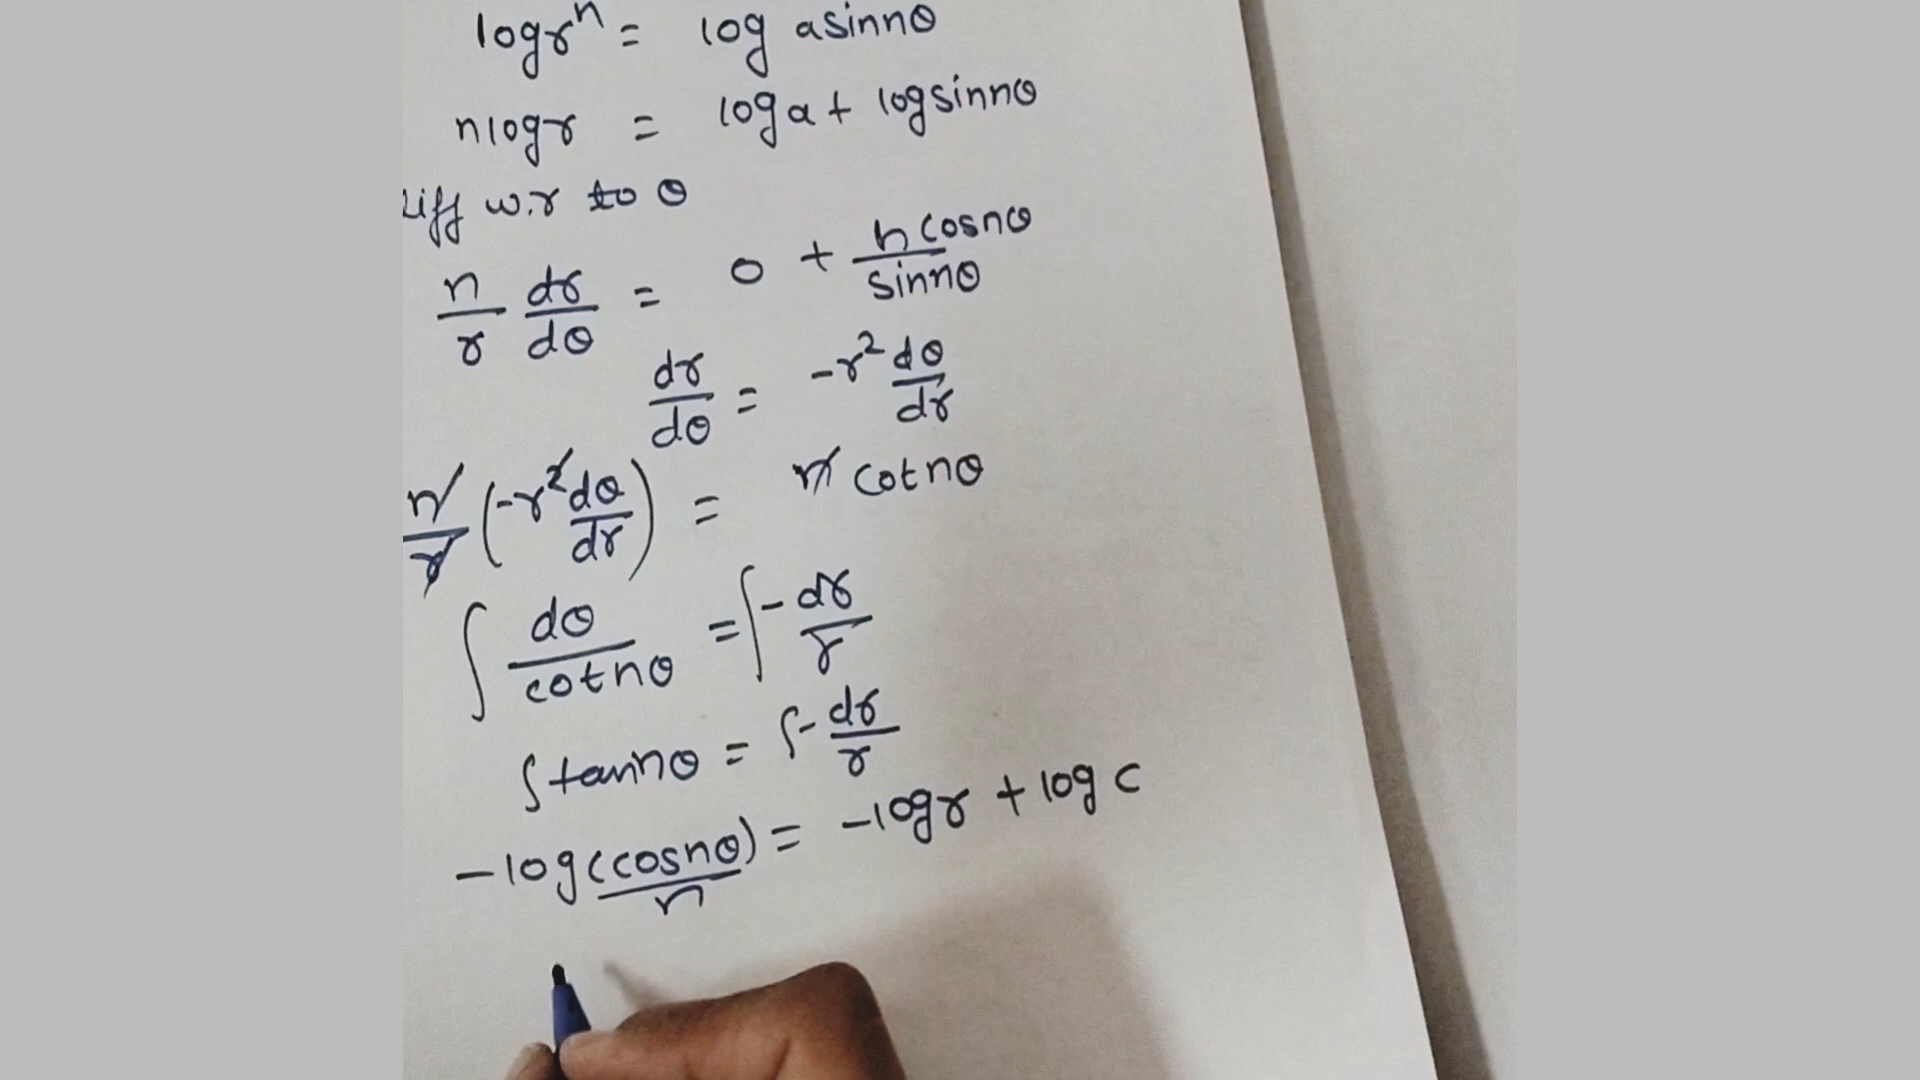 log rⁿ = log a sin nθ
n log r = log a + log sin nθ
diff w.r to θ
n/r dr/dθ = 0 + n cos nθ / sin nθ
dr/dθ = -r² dθ/dr
n/r (-r² dθ/dr) = n cot nθ
∫ dθ/cot nθ = ∫ - dr/r
∫ tan nθ = ∫ - dr/r
-log (cos nθ)/n = -log r + log c